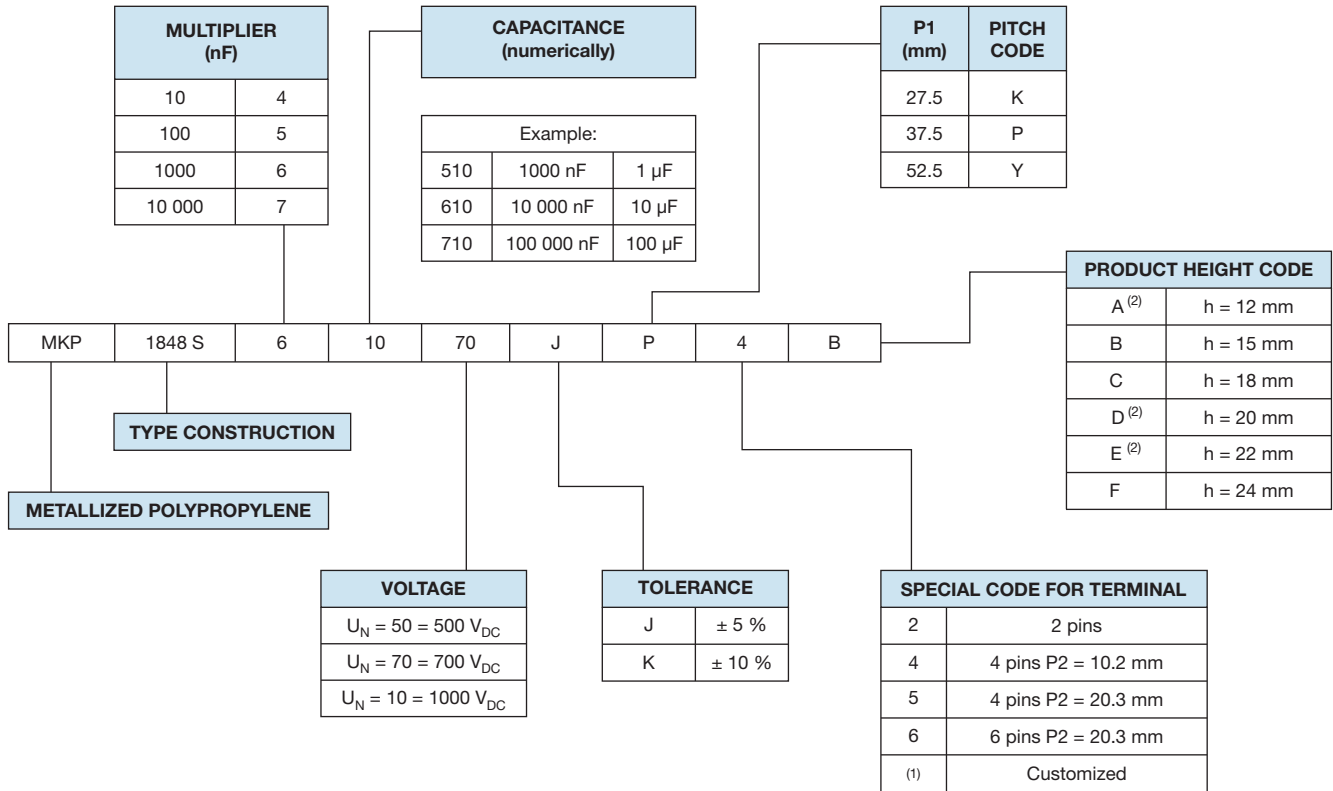 MULTIPLIER
(nF)
10 4
100 5
1000 6
10 000 7
CAPACITANCE
(numerically)
Example:
510 1000 nF 1 µF
610 10 000 nF 10 µF
710 100 000 nF 100 µF
P1
(mm)
PITCH
CODE
27.5 K
37.5 P
52.5 Y
PRODUCT HEIGHT CODE
A (2) h = 12 mm
B h = 15 mm
C h = 18 mm
D (2) h = 20 mm
E (2) h = 22 mm
F h = 24 mm
MKP 1848 S 6 10 70 J P 4 B
TYPE CONSTRUCTION
METALLIZED POLYPROPYLENE
VOLTAGE
UN = 50 = 500 VDC
UN = 70 = 700 VDC
UN = 10 = 1000 VDC
TOLERANCE
J ± 5 %
K ± 10 %
SPECIAL CODE FOR TERMINAL
2 2 pins
4 4 pins P2 = 10.2 mm
5 4 pins P2 = 20.3 mm
6 6 pins P2 = 20.3 mm
(1) Customized